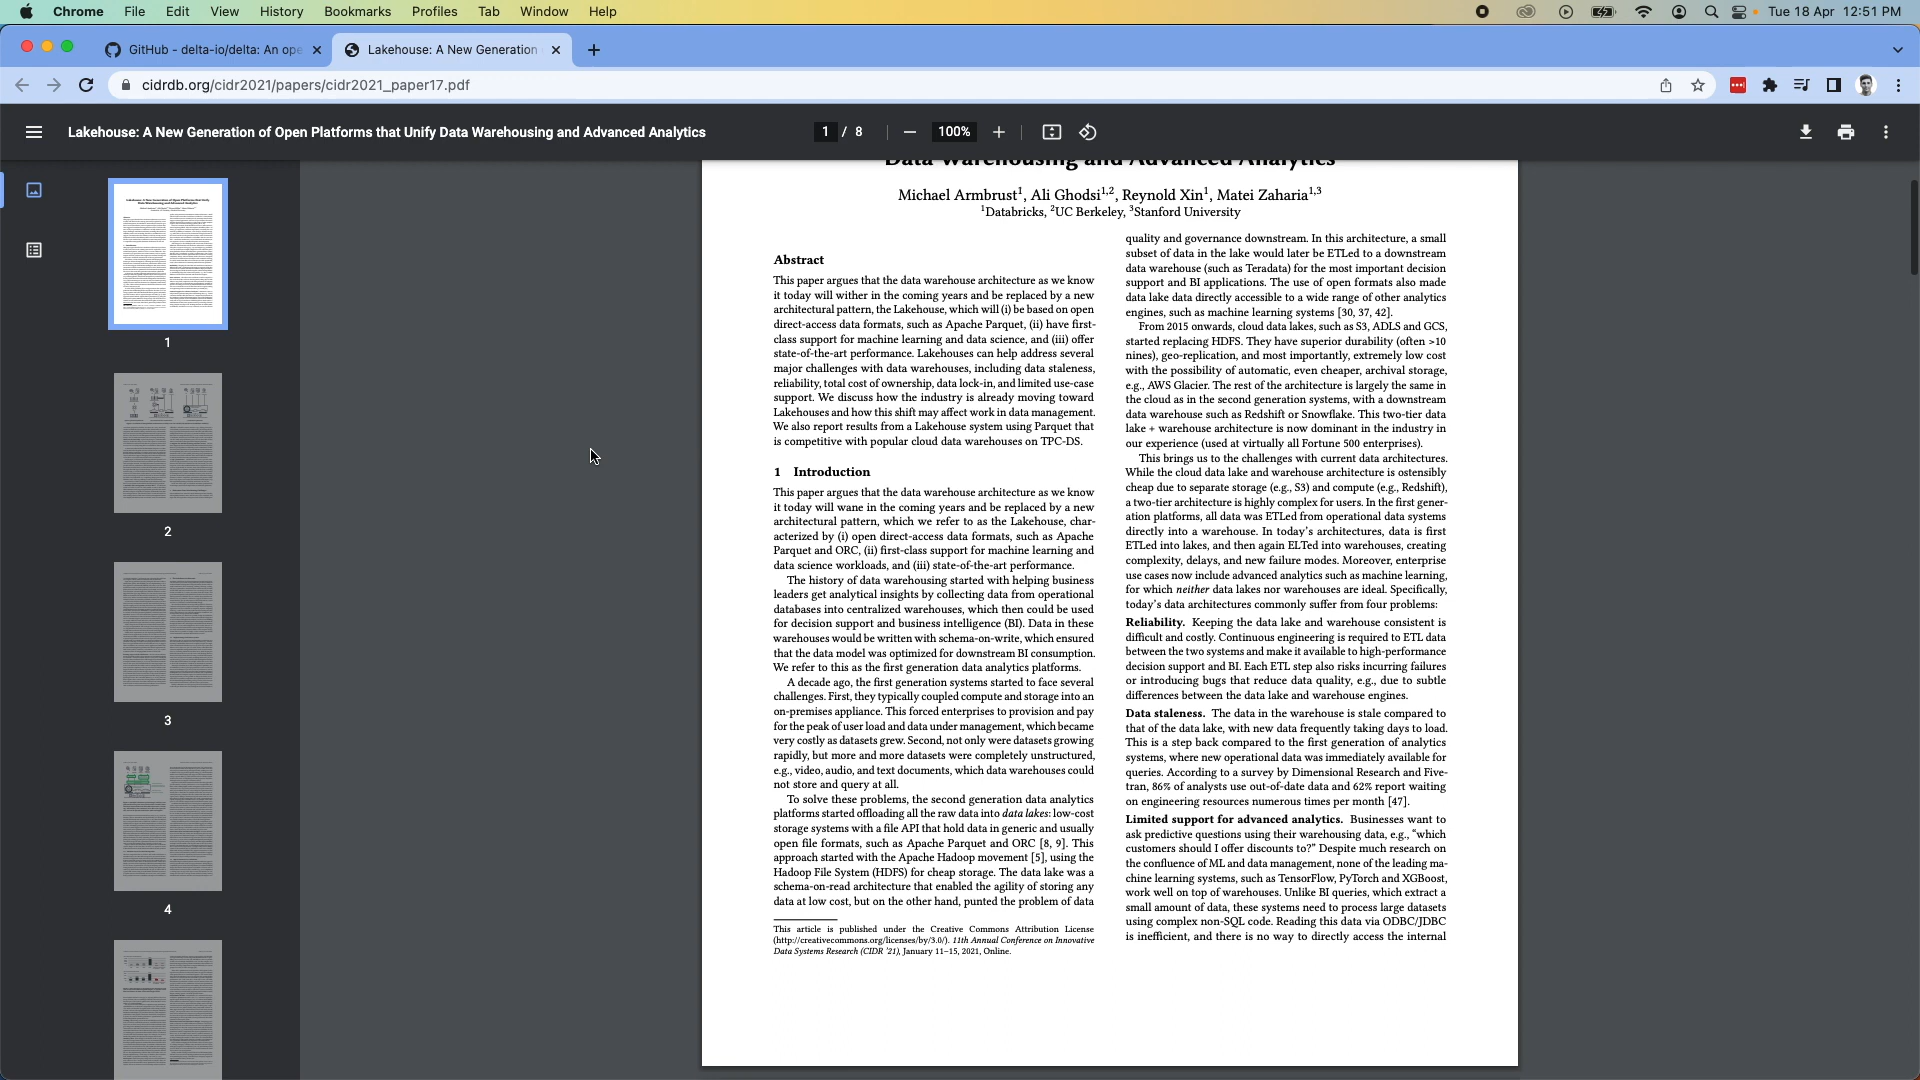 Chrome File Edit View History Bookmarks Profiles Tab Window Help Tue 18 Apr 12:51 PM
GitHub - delta-io/delta: An ope
Lakehouse: A New Generation
cidrdb.org/cidr2021/papers/cidr2021_paper17.pdf
Lakehouse: A New Generation of Open Platforms that Unify Data Warehousing and Advanced Analytics
1 / 8
100%
1
2
3
4
Data Warehousing and Advanced Analytics
Michael Armbrust1, Ali Ghodsi1,2, Reynold Xin1, Matei Zaharia1,3
1Databricks, 2UC Berkeley, 3Stanford University
Abstract
This paper argues that the data warehouse architecture as we know
it today will wither in the coming years and be replaced by a new
architectural pattern, the Lakehouse, which will (i) be based on open
direct-access data formats, such as Apache Parquet, (ii) have first-
class support for machine learning and data science, and (iii) offer
state-of-the-art performance. Lakehouses can help address several
major challenges with data warehouses, including data staleness,
reliability, total cost of ownership, data lock-in, and limited use-case
support. We discuss how the industry is already moving toward
Lakehouses and how this shift may affect work in data management.
We also report results from a Lakehouse system using Parquet that
is competitive with popular cloud data warehouses on TPC-DS.
1 Introduction
This paper argues that the data warehouse architecture as we know
it today will wane in the coming years and be replaced by a new
architectural pattern, which we refer to as the Lakehouse, char-
acterized by (i) open direct-access data formats, such as Apache
Parquet and ORC, (ii) first-class support for machine learning and
data science workloads, and (iii) state-of-the-art performance.
The history of data warehousing started with helping business
leaders get analytical insights by collecting data from operational
databases into centralized warehouses, which then could be used
for decision support and business intelligence (BI). Data in these
warehouses would be written with schema-on-write, which ensured
that the data model was optimized for downstream BI consumption.
We refer to this as the first generation data analytics platforms.
A decade ago, the first generation systems started to face several
challenges. First, they typically coupled compute and storage into an
on-premises appliance. This forced enterprises to provision and pay
for the peak of user load and data under management, which became
very costly as datasets grew. Second, not only were datasets growing
rapidly, but more and more datasets were completely unstructured,
e.g., video, audio, and text documents, which data warehouses could
not store and query at all.
To solve these problems, the second generation data analytics
platforms started offloading all the raw data into data lakes: low-cost
storage systems with a file API that hold data in generic and usually
open file formats, such as Apache Parquet and ORC [8, 9]. This
approach started with the Apache Hadoop movement [5], using the
Hadoop File System (HDFS) for cheap storage. The data lake was a
schema-on-read architecture that enabled the agility of storing any
data at low cost, but on the other hand, punted the problem of data
This article is published under the Creative Commons Attribution License
(http://creativecommons.org/licenses/by/3.0/). 11th Annual Conference on Innovative
Data Systems Research (CIDR '21), January 11–15, 2021, Online.
quality and governance downstream. In this architecture, a small
subset of data in the lake would later be ETLed to a downstream
data warehouse (such as Teradata) for the most important decision
support and BI applications. The use of open formats also made
data lake data directly accessible to a wide range of other analytics
engines, such as machine learning systems [30, 37, 42].
From 2015 onwards, cloud data lakes, such as S3, ADLS and GCS,
started replacing HDFS. They have superior durability (often >10
nines), geo-replication, and most importantly, extremely low cost
with the possibility of automatic, even cheaper, archival storage,
e.g., AWS Glacier. The rest of the architecture is largely the same in
the cloud as in the second generation systems, with a downstream
data warehouse such as Redshift or Snowflake. This two-tier data
lake + warehouse architecture is now dominant in the industry in
our experience (used at virtually all Fortune 500 enterprises).
This brings us to the challenges with current data architectures.
While the cloud data lake and warehouse architecture is ostensibly
cheap due to separate storage (e.g., S3) and compute (e.g., Redshift),
a two-tier architecture is highly complex for users. In the first gener-
ation platforms, all data was ETLed from operational data systems
directly into a warehouse. In today's architectures, data is first
ETLed into lakes, and then again ELTed into warehouses, creating
complexity, delays, and new failure modes. Moreover, enterprise
use cases now include advanced analytics such as machine learning,
for which neither data lakes nor warehouses are ideal. Specifically,
today's data architectures commonly suffer from four problems:
Reliability. Keeping the data lake and warehouse consistent is
difficult and costly. Continuous engineering is required to ETL data
between the two systems and make it available to high-performance
decision support and BI. Each ETL step also risks incurring failures
or introducing bugs that reduce data quality, e.g., due to subtle
differences between the data lake and warehouse engines.
Data staleness. The data in the warehouse is stale compared to
that of the data lake, with new data frequently taking days to load.
This is a step back compared to the first generation of analytics
systems, where new operational data was immediately available for
queries. According to a survey by Dimensional Research and Five-
tran, 86% of analysts use out-of-date data and 62% report waiting
on engineering resources numerous times per month [47].
Limited support for advanced analytics. Businesses want to
ask predictive questions using their warehousing data, e.g., "which
customers should I offer discounts to?" Despite much research on
the confluence of ML and data management, none of the leading ma-
chine learning systems, such as TensorFlow, PyTorch and XGBoost,
work well on top of warehouses. Unlike BI queries, which extract a
small amount of data, these systems need to process large datasets
using complex non-SQL code. Reading this data via ODBC/JDBC
is inefficient, and there is no way to directly access the internal